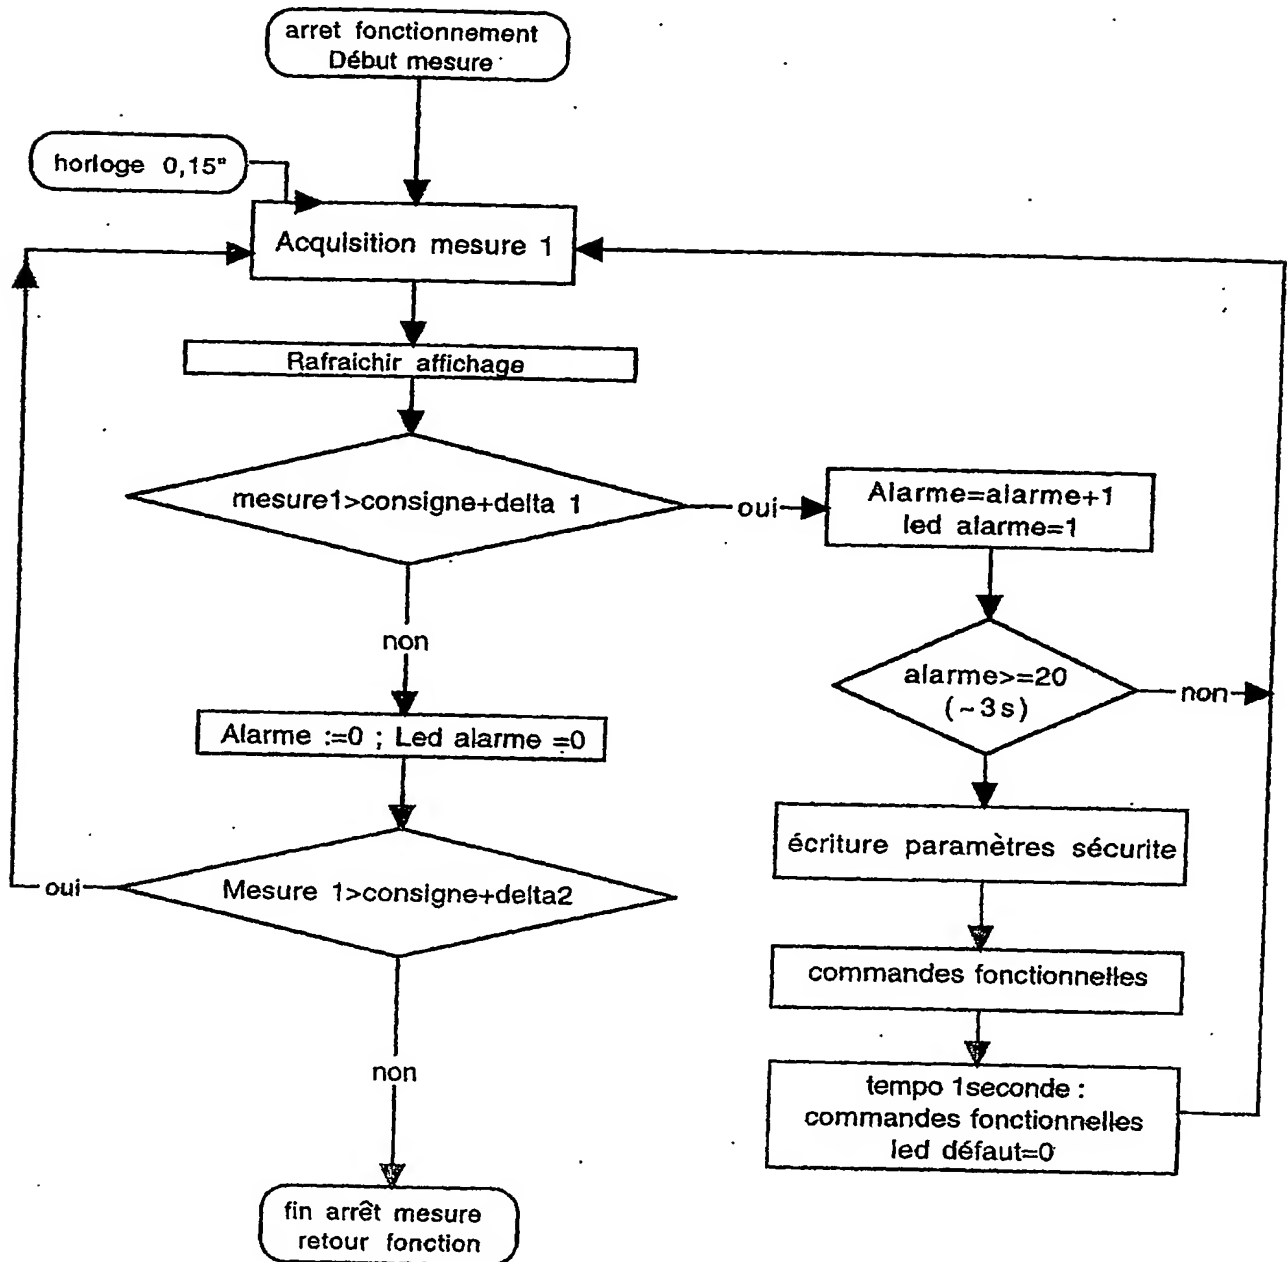 arret fonctionnement
Début mesure
horloge 0,15"
Acquisition mesure 1
Rafraichir affichage
mesure1>consigne+delta 1
oui
Alarme=alarme+1
led alarme=1
non
alarme>=20
(~3s)
non
Alarme :=0 ; Led alarme =0
écriture paramètres sécurite
oui
Mesure 1>consigne+delta2
commandes fonctionnelles
non
tempo 1seconde :
commandes fonctionnelles
led défaut=0
fin arrêt mesure
retour fonction